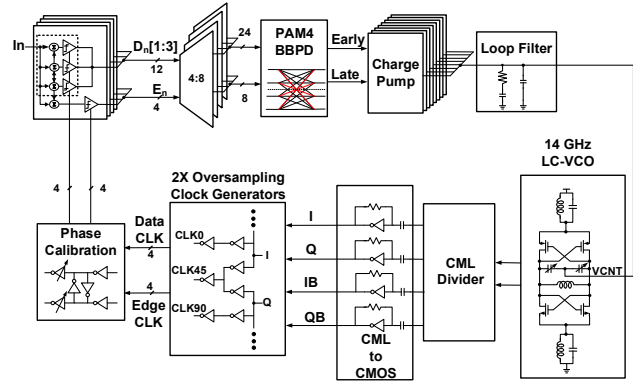 In
Dn[1:3]
12
En
4
4:8
24
8
PAM4
BBPD
Early
Late
Charge
Pump
Loop Filter
14 GHz
LC-VCO
VCNT
4
4
2X Oversampling
Clock Generators
Phase
Calibration
Data
CLK
4
4
Edge
CLK
CLK0
CLK45
CLK90
I
Q
I
Q
IB
QB
CML
to
CMOS
CML
Divider